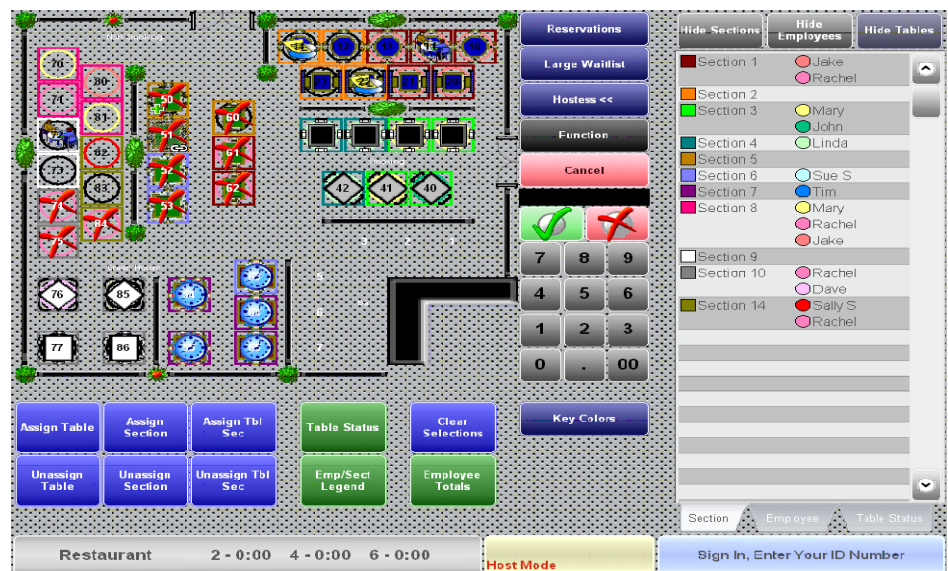 Reservations
Large Waitlist
Hostess <<
Function
Cancel
7 8 9
4 5 6
1 2 3
0 . 00
Key Colors
Hide Sections
Hide Employees
Hide Tables
Section 1 Jake
Rachel
Section 2
Section 3 Mary
John
Section 4 Linda
Section 5
Section 6 Sue S
Section 7 Tim
Section 8 Mary
Rachel
Jake
Section 9
Section 10 Rachel
Dave
Section 14 Sally S
Rachel
Section Employee Table Status
70
80
71
81
82
73
83
74
84
75
50
51
52
53
60
61
62
42 41 40
76 85
77 86
Assign Table
Assign Section
Assign Tbl Sec
Table Status
Clear Selections
Unassign Table
Unassign Section
Unassign Tbl Sec
Emp/Sect Legend
Employee Totals
Restaurant 2 - 0:00 4 - 0:00 6 - 0:00
Host Mode
Sign In, Enter Your ID Number